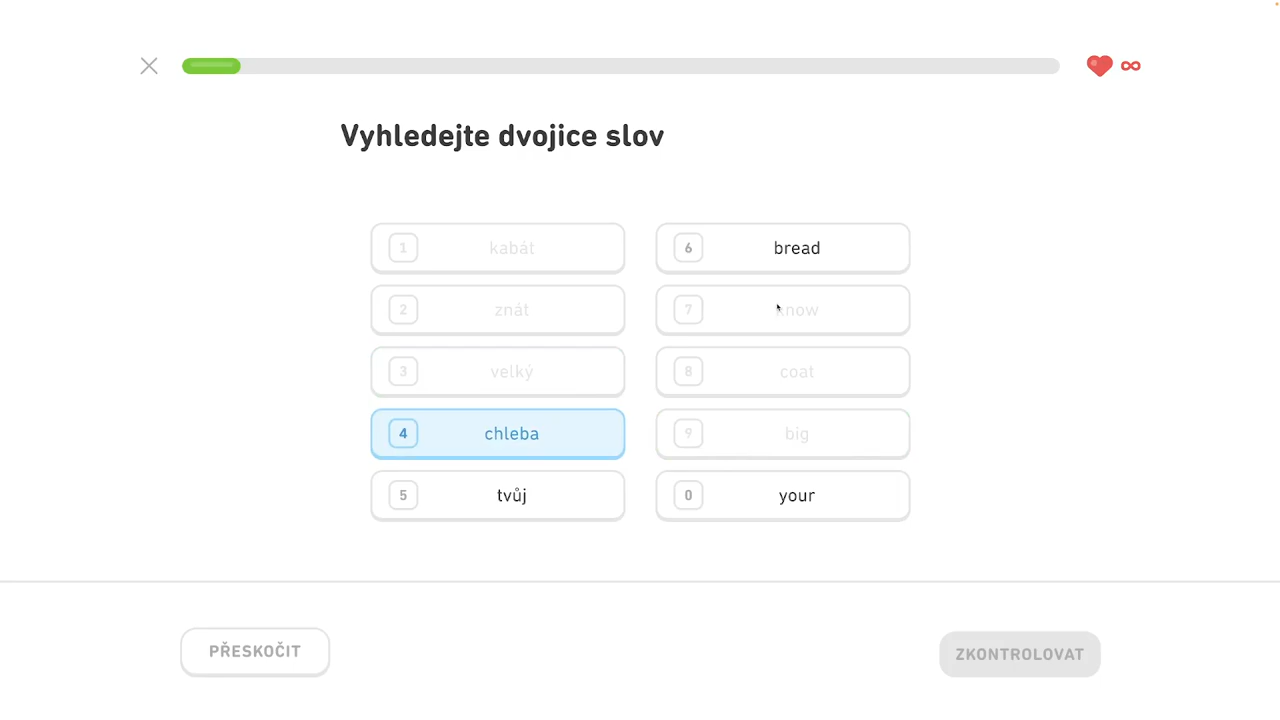 ∞
Vyhledejte dvojice slov
1 kabát
6 bread
2 znát
7 know
3 velký
8 coat
4 chleba
9 big
5 tvůj
0 your
PŘESKOČIT
ZKONTROLOVAT